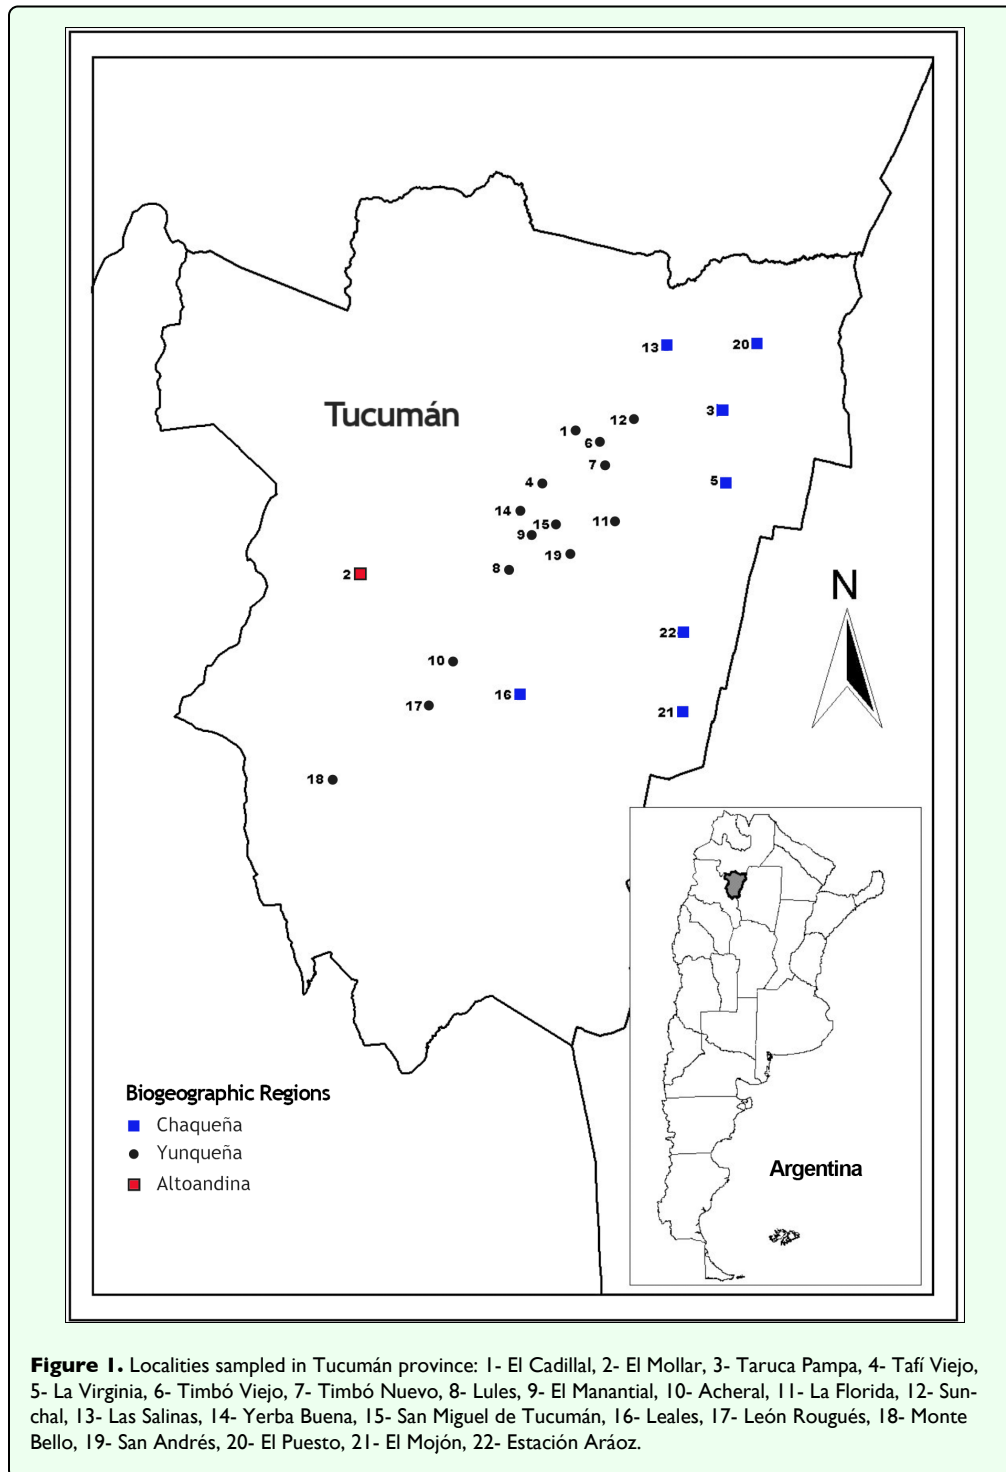 13
20
3
Tucumán
12
1
6
7
5
4
14
15
11
9
19
8
2
N
22
10
16
17
21
18
Biogeographic Regions
Chaqueña
Yunqueña
Altoandina
Argentina
Figure 1. Localities sampled in Tucumán province: 1- El Cadillal, 2- El Mollar, 3- Taruca Pampa, 4- Tafí Viejo,
5- La Virginia, 6- Timbó Viejo, 7- Timbó Nuevo, 8- Lules, 9- El Manantial, 10- Acheral, 11- La Florida, 12- Sun-
chal, 13- Las Salinas, 14- Yerba Buena, 15- San Miguel de Tucumán, 16- Leales, 17- León Rougués, 18- Monte
Bello, 19- San Andrés, 20- El Puesto, 21- El Mojón, 22- Estación Aráoz.